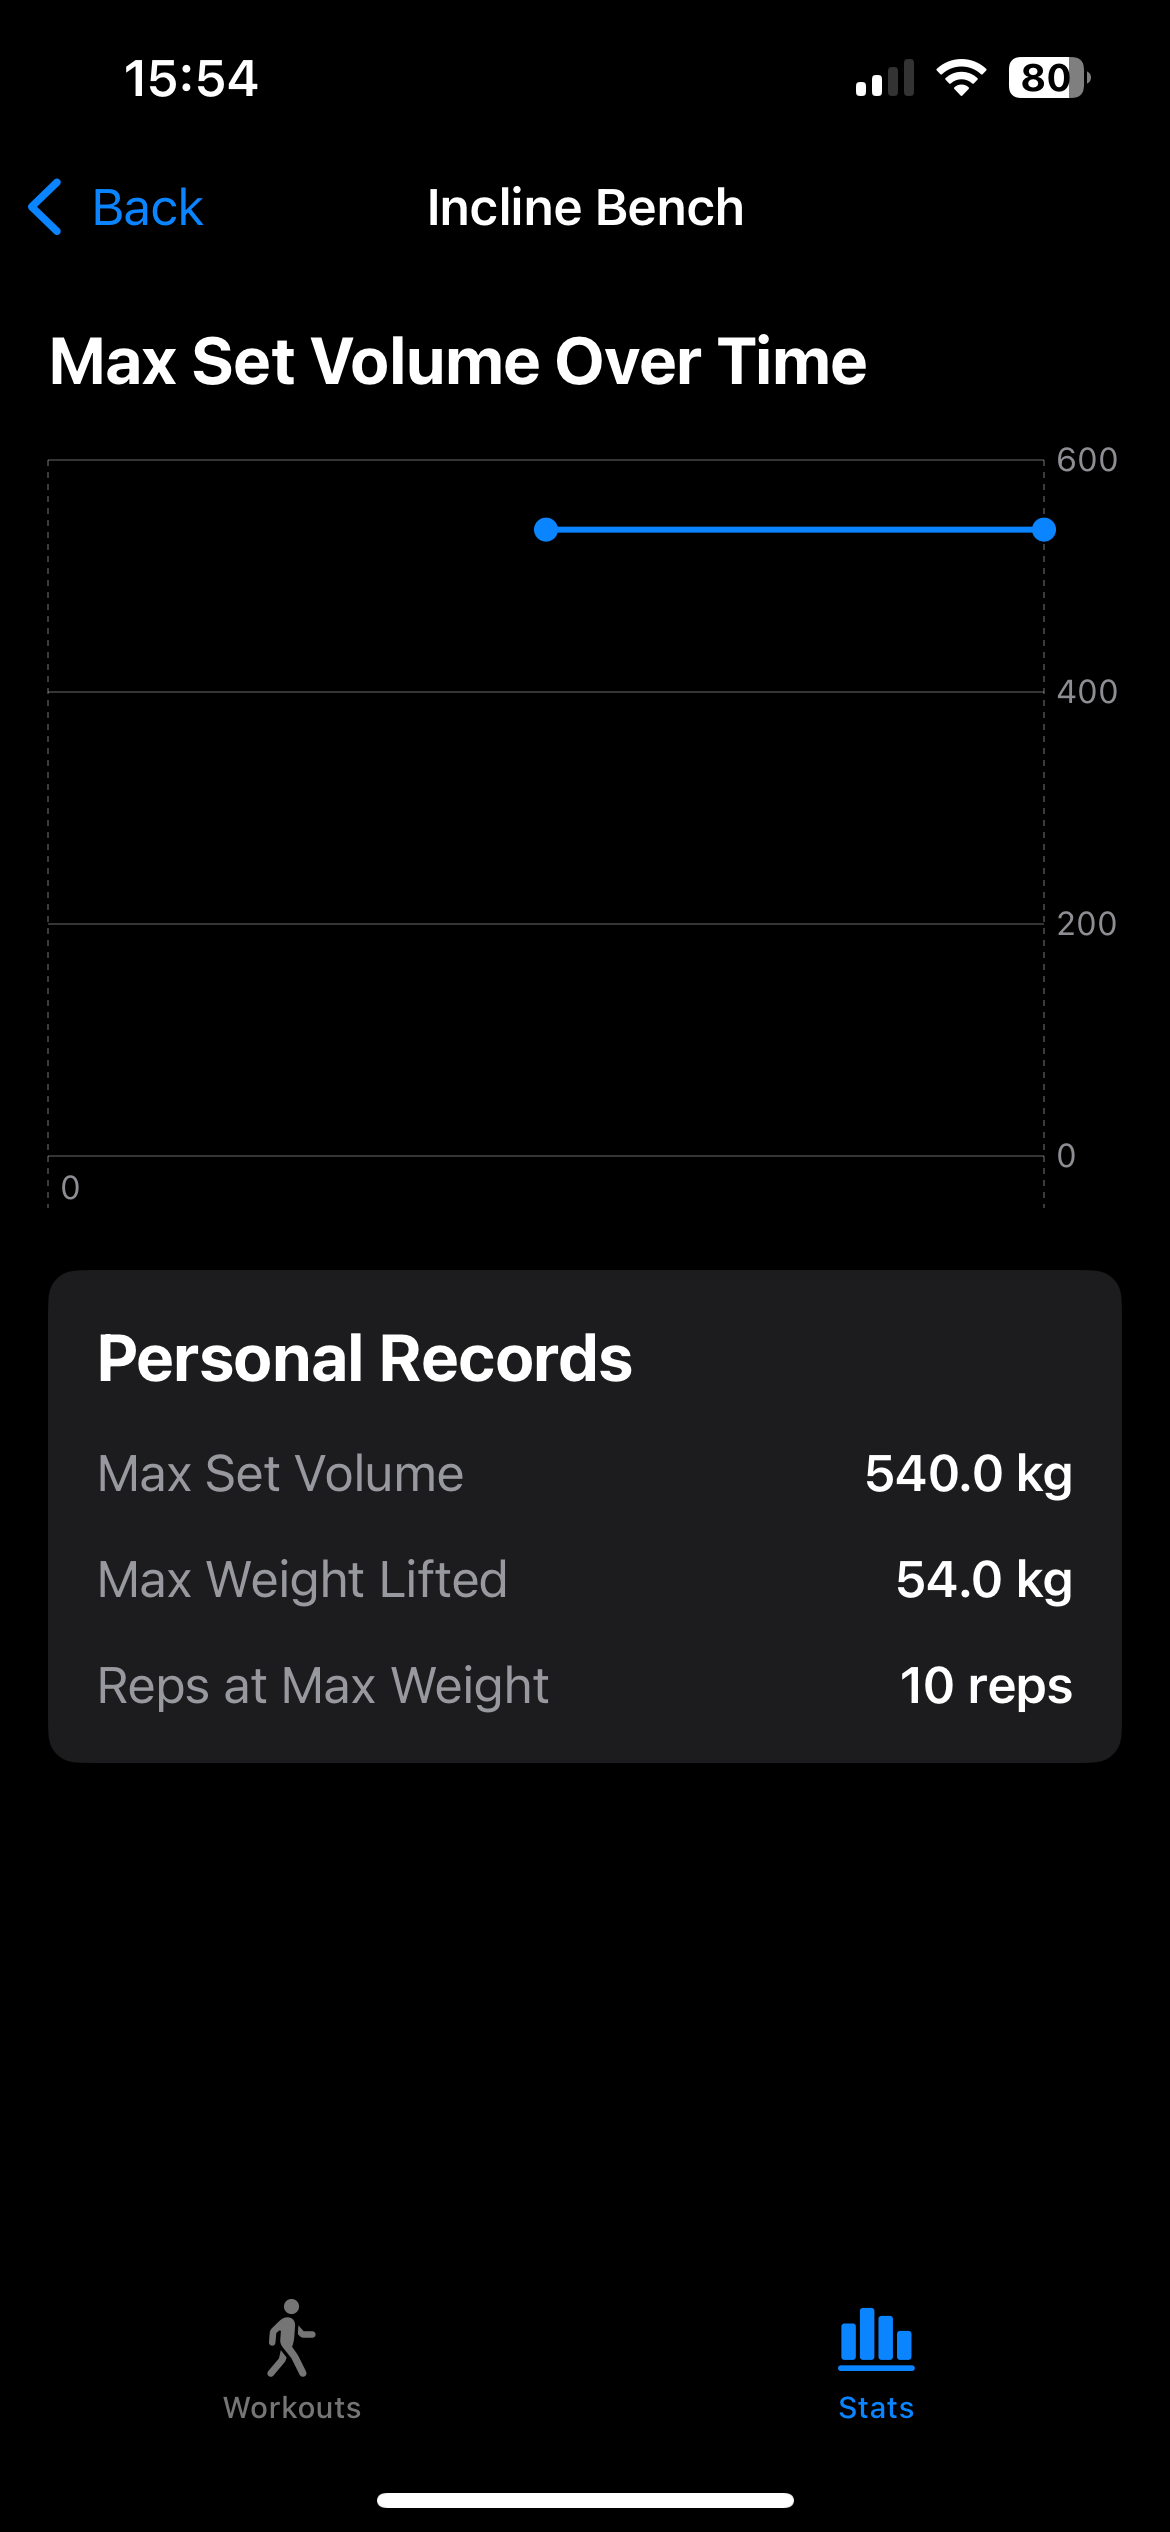 15:54
80
Back
Incline Bench
Max Set Volume Over Time
600
400
200
0
0
Personal Records
Max Set Volume 540.0 kg
Max Weight Lifted 54.0 kg
Reps at Max Weight 10 reps
Workouts
Stats